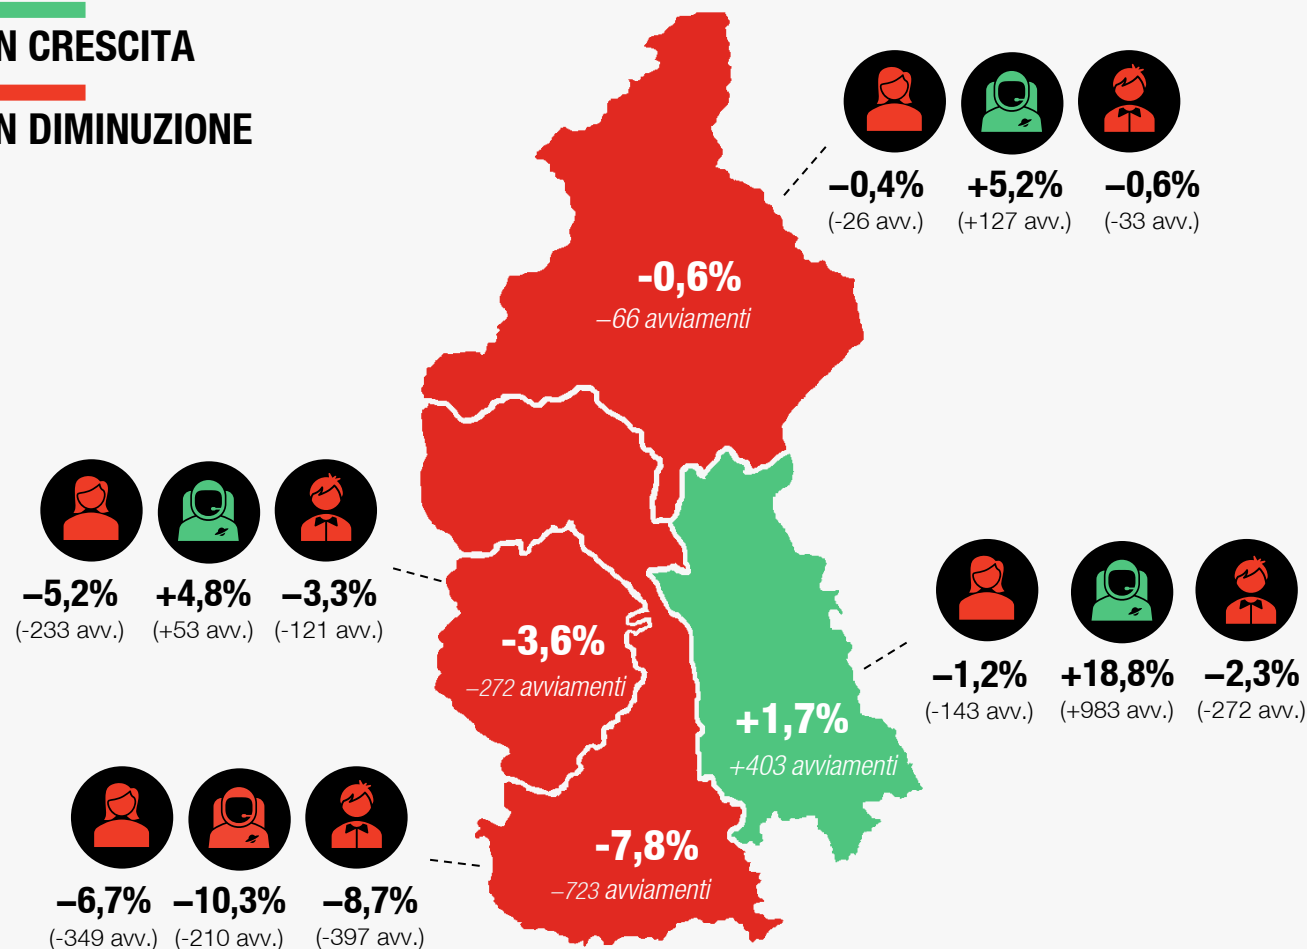 N CRESCITA
N DIMINUZIONE
–0,4% +5,2% –0,6%
(-26 avv.) (+127 avv.) (-33 avv.)
-0,6%
–66 avviamenti
–5,2% +4,8% –3,3%
(-233 avv.) (+53 avv.) (-121 avv.)
-3,6%
–272 avviamenti
–1,2% +18,8% –2,3%
(-143 avv.) (+983 avv.) (-272 avv.)
+1,7%
+403 avviamenti
-7,8%
–723 avviamenti
–6,7% –10,3% –8,7%
(-349 avv.) (-210 avv.) (-397 avv.)